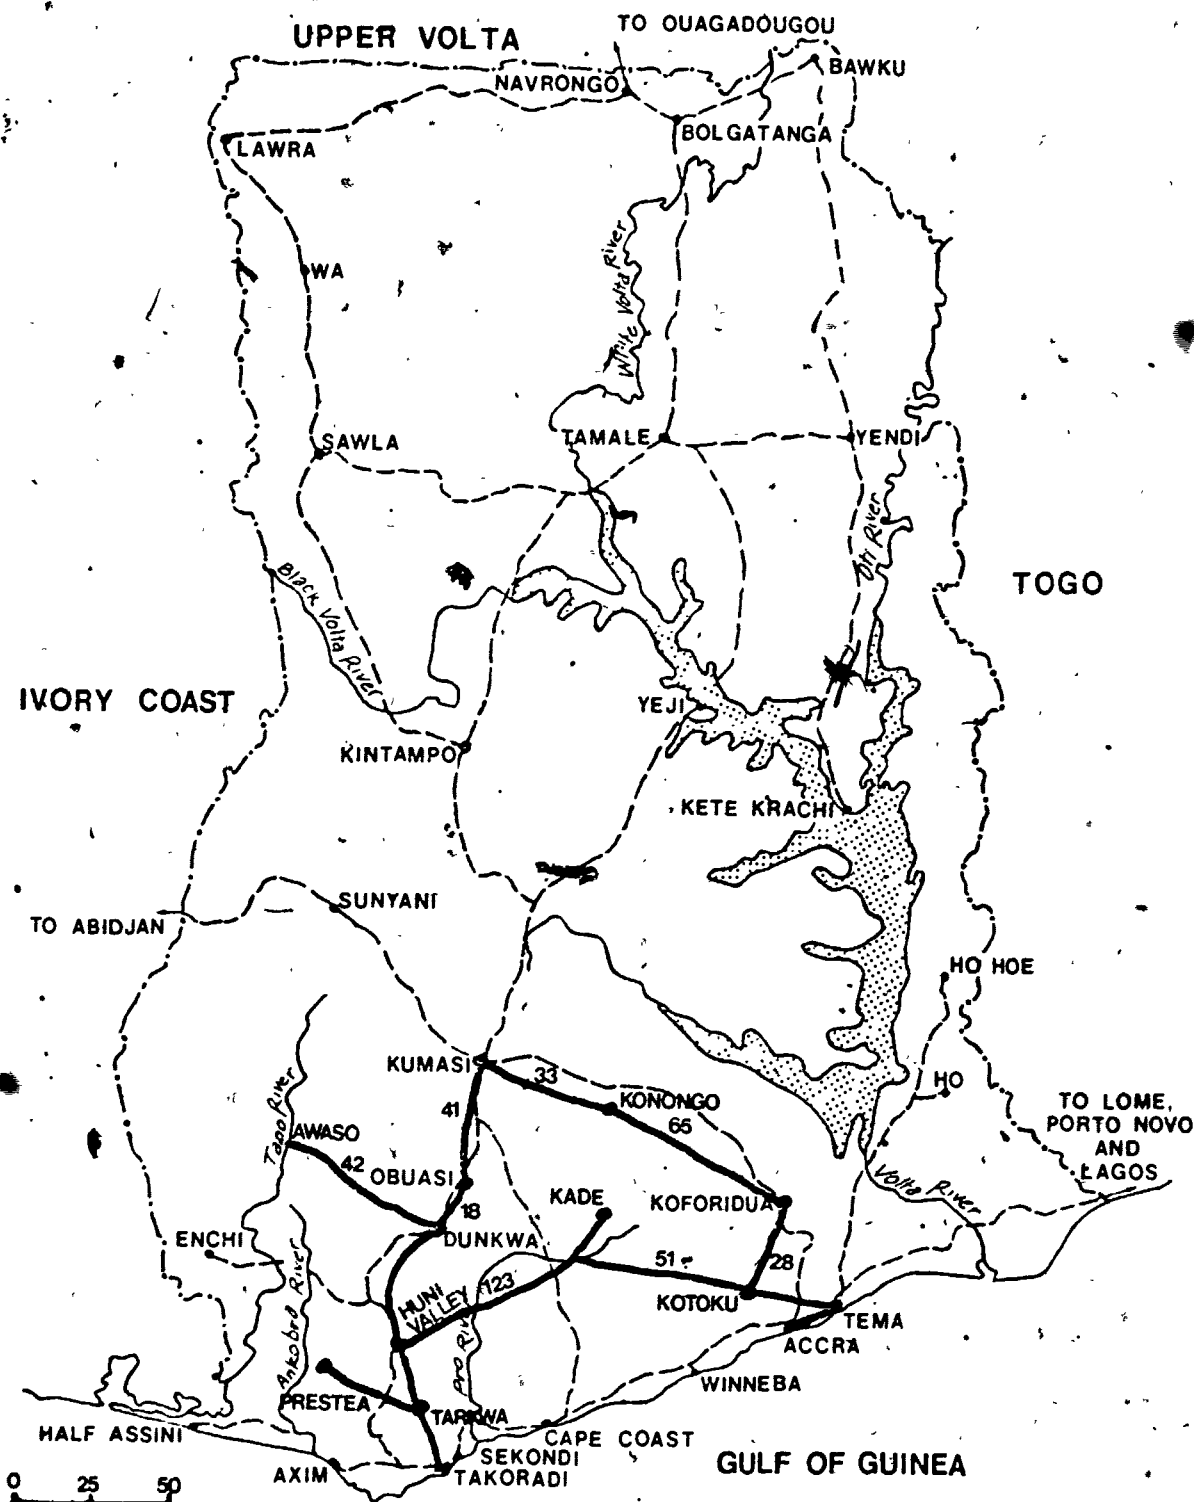 TO OUAGADOUGOU
UPPER VOLTA
BAWKU
NAVRONGO
BOLGATANGA
LAWRA
WA
White Volta River
SAWLA
TAMALE
YENDI
Oti River
TOGO
Black Volta River
IVORY COAST
YEJI
KINTAMPO
KETE KRACHI
SUNYANI
TO ABIDJAN
HO HOE
KUMASI
33
HO
KONONGO
TO LOME,
PORTO NOVO
AND
LAGOS
41
65
Tano River
AWASO
42
OBUASI
18
KADE
KOFORIDUA
Volta River
ENCHI
DUNKWA
51
28
123
HUNI
VALLEY
KOTOKU
TEMA
ACCRA
Ankobra River
Pra River
WINNEBA
PRESTEA
TARKWA
HALF ASSINI
CAPE COAST
SEKONDI
TAKORADI
AXIM
GULF OF GUINEA
0 25 50